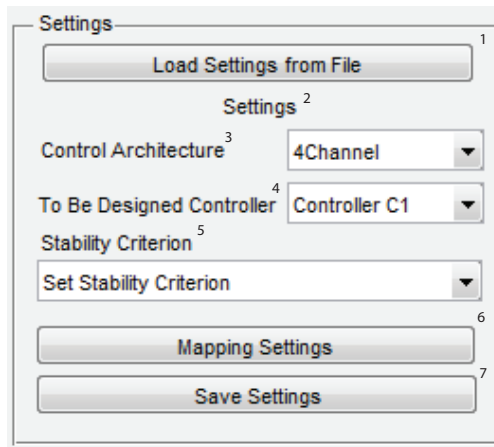 Settings
Load Settings from File 1
Settings 2
Control Architecture 3 4Channel
To Be Designed Controller 4 Controller C1
Stability Criterion 5
Set Stability Criterion
Mapping Settings 6
Save Settings 7